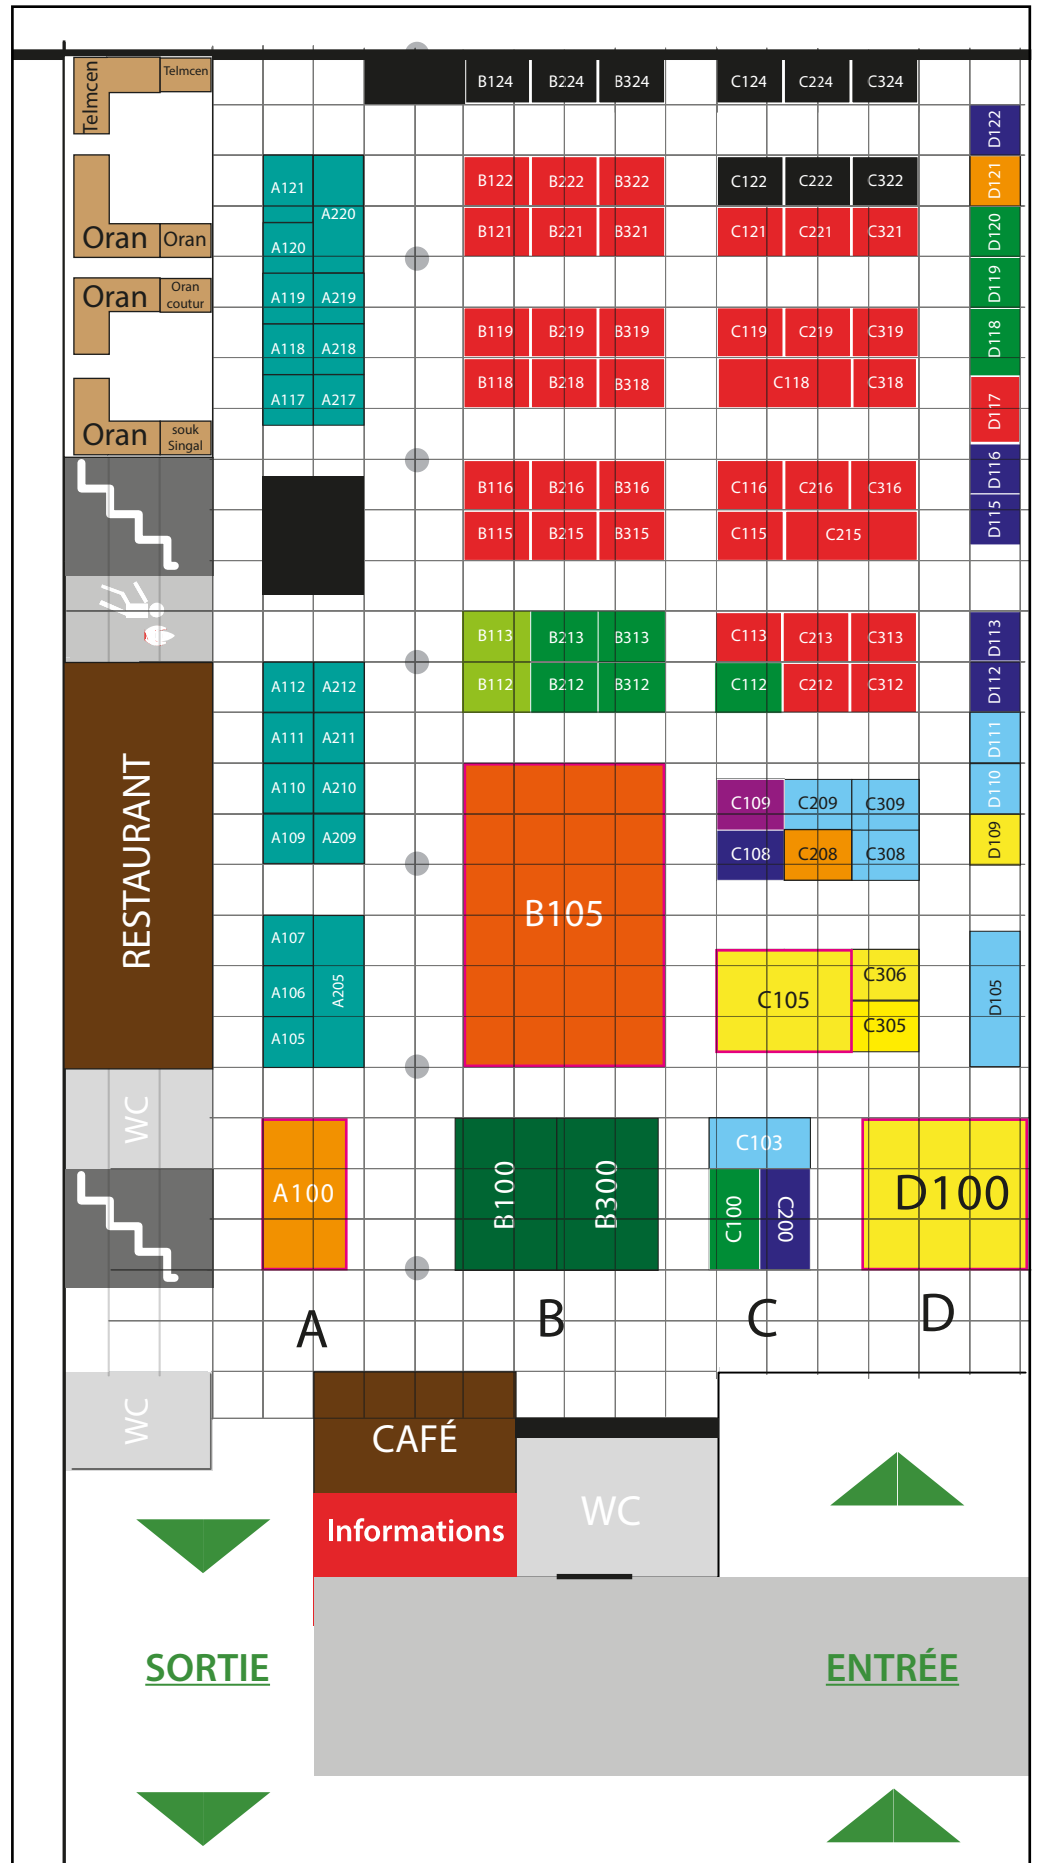 Telmcen
Telmcen
B124 B224 B324 C124 C224 C324
D122
A121 A220 B122 B222 B322 C122 C222 C322 D121
Oran Oran A120 B121 B221 B321 C121 C221 C321 D120
D119
Oran Oran
coutur
A119 A219 B119 B219 B319 C119 C219 C319 D118
A118 A218 B118 B218 B318 C118 C318
A117 A217 D117
Oran souk
Singal
D116
B116 B216 B316 C116 C216 C316
B115 B215 B315 C115 C215 D115
B113 B213 B313 C113 C213 C313 D113
A112 A212 B112 B212 B312 C112 C212 C312 D112
A111 A211 D111
RESTAURANT
A110 A210 C109 C209 C309 D110
A109 A209 C108 C208 C308 D109
B105
A107
A106 A205 C105 C306 D105
A105 C305
WC
C103
A100 B100 B300 C100 C200 D100
A B C D
WC
CAFÉ
Informations
WC
SORTIE ENTRÉE